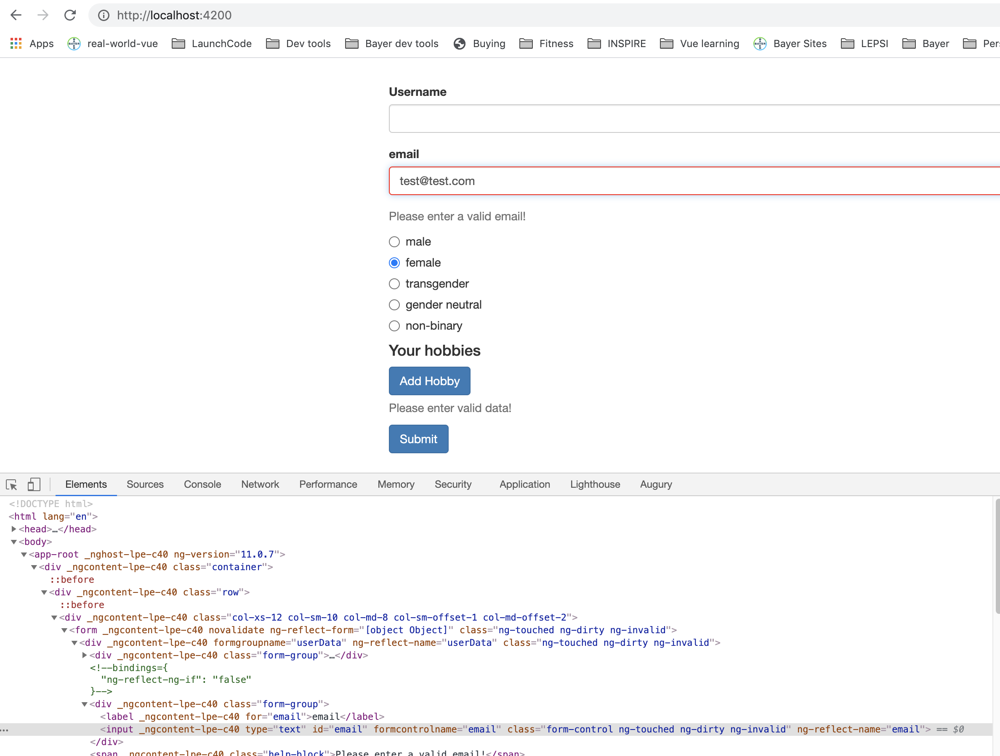 http://localhost:4200
Apps real-world-vue LaunchCode Dev tools Bayer dev tools Buying Fitness INSPIRE Vue learning Bayer Sites LEPSI Bayer Per
Username
email
test@test.com
Please enter a valid email!
male
female
transgender
gender neutral
non-binary
Your hobbies
Add Hobby
Please enter valid data!
Submit
Elements Sources Console Network Performance Memory Security Application Lighthouse Augury
<!DOCTYPE html>
<html lang="en">
<head>…</head>
<body>
<app-root _nghost-lpe-c40 ng-version="11.0.7">
<div _ngcontent-lpe-c40 class="container">
::before
<div _ngcontent-lpe-c40 class="row">
::before
<div _ngcontent-lpe-c40 class="col-xs-12 col-sm-10 col-md-8 col-sm-offset-1 col-md-offset-2">
<form _ngcontent-lpe-c40 novalidate ng-reflect-form="[object Object]" class="ng-touched ng-dirty ng-invalid">
<div _ngcontent-lpe-c40 formgroupname="userData" ng-reflect-name="userData" class="ng-touched ng-dirty ng-invalid">
<div _ngcontent-lpe-c40 class="form-group">…</div>
<!--bindings={
"ng-reflect-ng-if": "false"
}-->
<div _ngcontent-lpe-c40 class="form-group">
<label _ngcontent-lpe-c40 for="email">email</label>
… <input _ngcontent-lpe-c40 type="text" id="email" formcontrolname="email" class="form-control ng-touched ng-dirty ng-invalid" ng-reflect-name="email"> == $0
</div>
<span _ngcontent-lpe-c40 class="help-block">Please enter a valid email!</span>